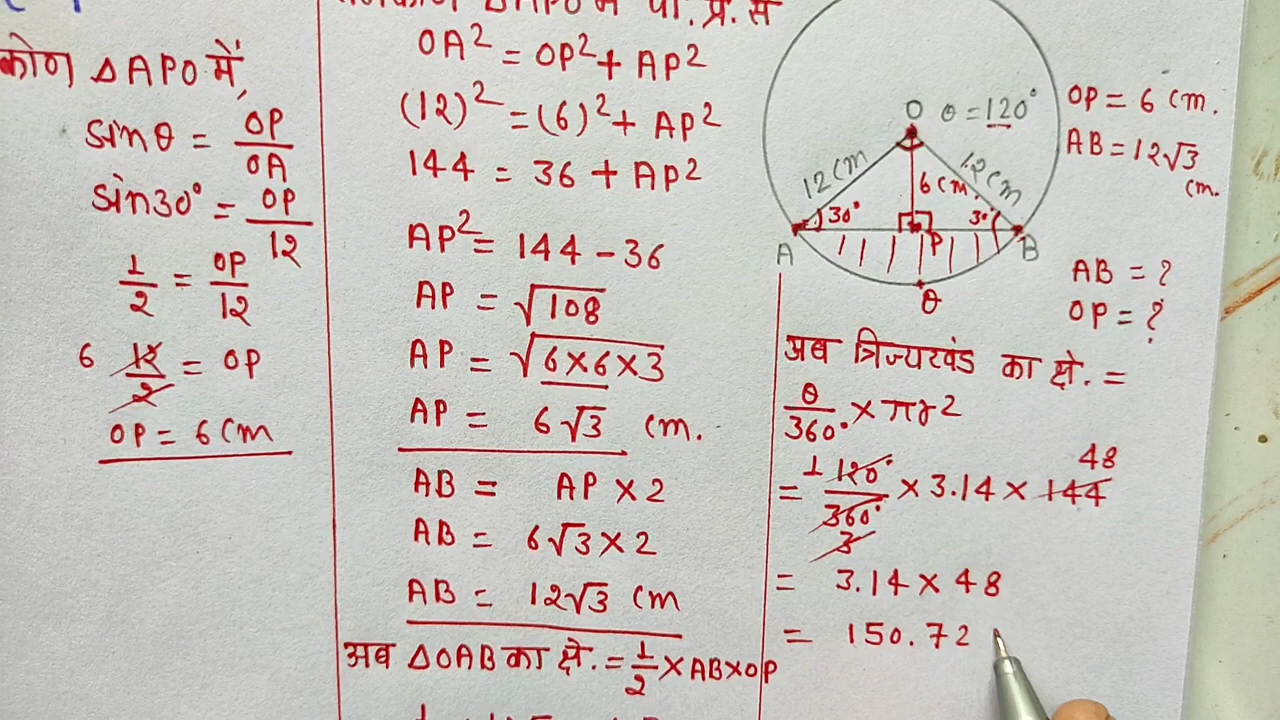 कोण △APO में,
sinθ = OP/OA
sin30° = OP/12
1/2 = OP/12
6 12/2 = OP
OP = 6 cm
△APO में पा. प्र. से
OA² = OP² + AP²
(12)² = (6)² + AP²
144 = 36 + AP²
AP² = 144 - 36
AP = √108
AP = √6×6×3
AP = 6√3 cm.
AB = AP × 2
AB = 6√3 × 2
AB = 12√3 cm
अब △OAB का क्षे. = 1/2 × AB × OP
O θ = 120°
12 cm
12 cm
6 cm.
30°
30°
A
P
B
θ
OP = 6 cm.
AB = 12√3
cm.
AB = ?
OP = ?
अब त्रिज्यखंड का क्षे. =
θ/360° × πr2
48
= 1 120°/360° × 3.14 × 144
3
= 3.14 × 48
= 150.72